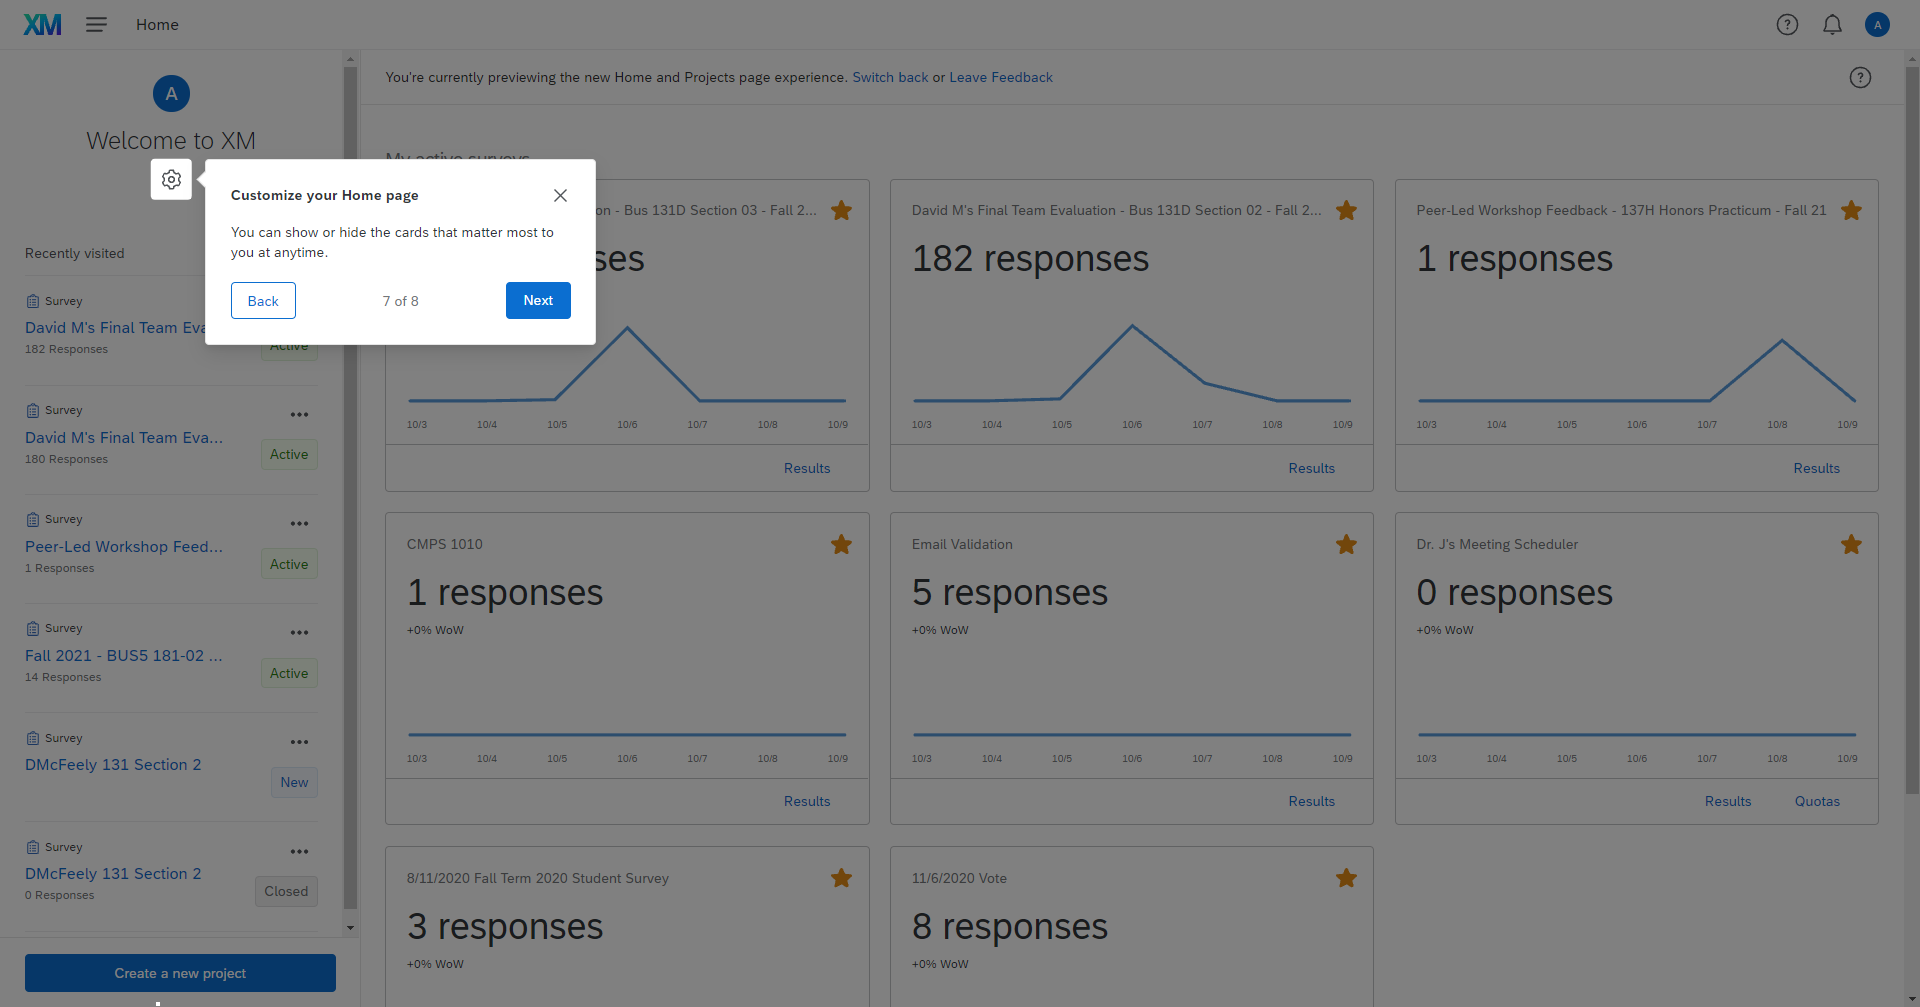 XM
Home
A
You're currently previewing the new Home and Projects page experience. Switch back or Leave Feedback
A
Welcome to XM
Customize your Home page
You can show or hide the cards that matter most to
you at anytime.
Back
7 of 8
Next
Recently visited
Survey
David M's Final Team Eva
182 Responses
Active
Survey
David M's Final Team Eva...
180 Responses
Active
Survey
Peer-Led Workshop Feed...
1 Responses
Active
Survey
Fall 2021 - BUS5 181-02 ...
14 Responses
Active
Survey
DMcFeely 131 Section 2
New
Survey
DMcFeely 131 Section 2
0 Responses
Closed
Create a new project
My active surveys
on - Bus 131D Section 03 - Fall 2...
ses
10/3 10/4 10/5 10/6 10/7 10/8 10/9
Results
David M's Final Team Evaluation - Bus 131D Section 02 - Fall 2...
182 responses
10/3 10/4 10/5 10/6 10/7 10/8 10/9
Results
Peer-Led Workshop Feedback - 137H Honors Practicum - Fall 21
1 responses
10/3 10/4 10/5 10/6 10/7 10/8 10/9
Results
CMPS 1010
1 responses
+0% WoW
10/3 10/4 10/5 10/6 10/7 10/8 10/9
Results
Email Validation
5 responses
+0% WoW
10/3 10/4 10/5 10/6 10/7 10/8 10/9
Results
Dr. J's Meeting Scheduler
0 responses
+0% WoW
10/3 10/4 10/5 10/6 10/7 10/8 10/9
Results Quotas
8/11/2020 Fall Term 2020 Student Survey
3 responses
+0% WoW
11/6/2020 Vote
8 responses
+0% WoW